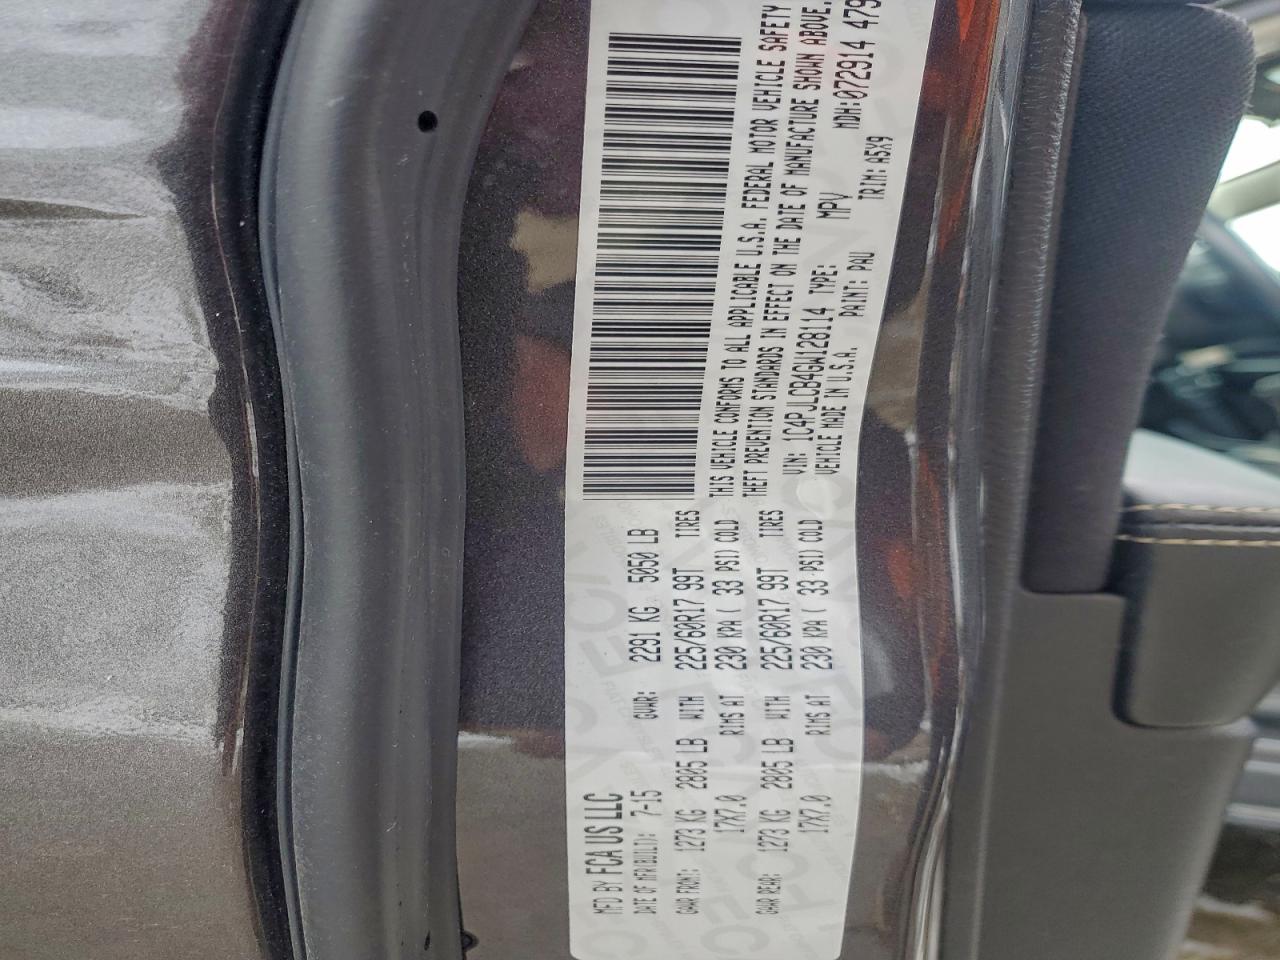 MFD BY FCA US LLC
DATE OF MFR(BUILT): 7-15 GVWR: 2291 KG 5050 LB
GAWR FRONT: 1273 KG 2805 LB WITH 225/60R17 99T TIRES
17X7.0 RIMS AT 230 KPA ( 33 PSI) COLD
GAWR REAR: 1273 KG 2805 LB WITH 225/60R17 99T TIRES
17X7.0 RIMS AT 230 KPA ( 33 PSI) COLD
THIS VEHICLE CONFORMS TO ALL APPLICABLE U.S.A. FEDERAL MOTOR VEHICLE SAFETY
THEFT PREVENTION STANDARDS IN EFFECT ON THE DATE OF MANUFACTURE SHOWN ABOVE.
VIN: 1C4PJLCB4GW128114 TYPE: MPV MDH:072914 479
VEHICLE MADE IN U.S.A. PAINT: PAU TRIM: A5X9